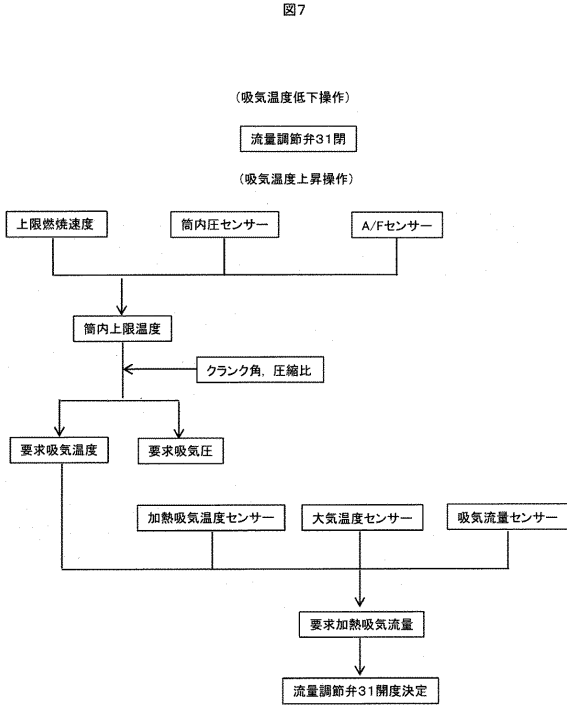 図7
(吸気温度低下操作)
流量調節弁31閉
(吸気温度上昇操作)
上限燃焼速度
筒内圧センサー
A/Fセンサー
筒内上限温度
クランク角, 圧縮比
要求吸気温度
要求吸気圧
加熱吸気温度センサー
大気温度センサー
吸気流量センサー
要求加熱吸気流量
流量調節弁31開度決定